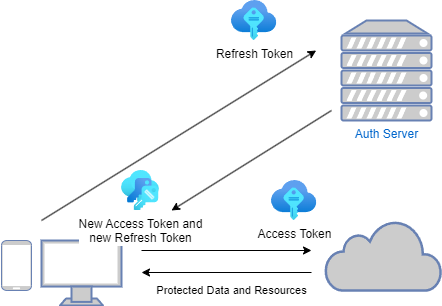 Refresh Token
Auth Server
New Access Token and
new Refresh Token
Access Token
Protected Data and Resources